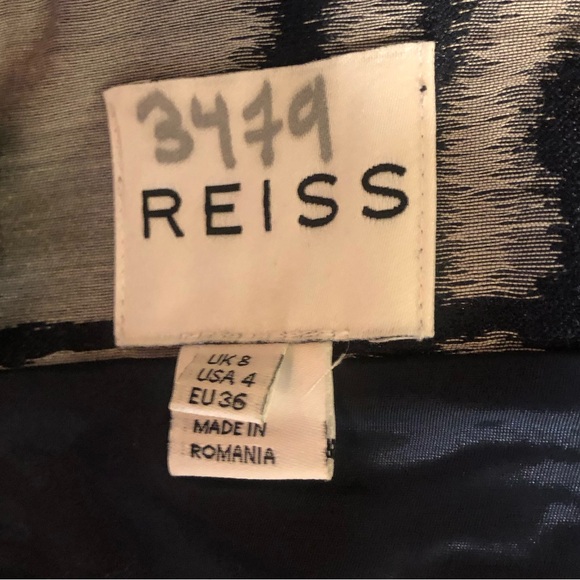 3479
REISS
UK 8
USA 4
EU 36
MADE IN
ROMANIA